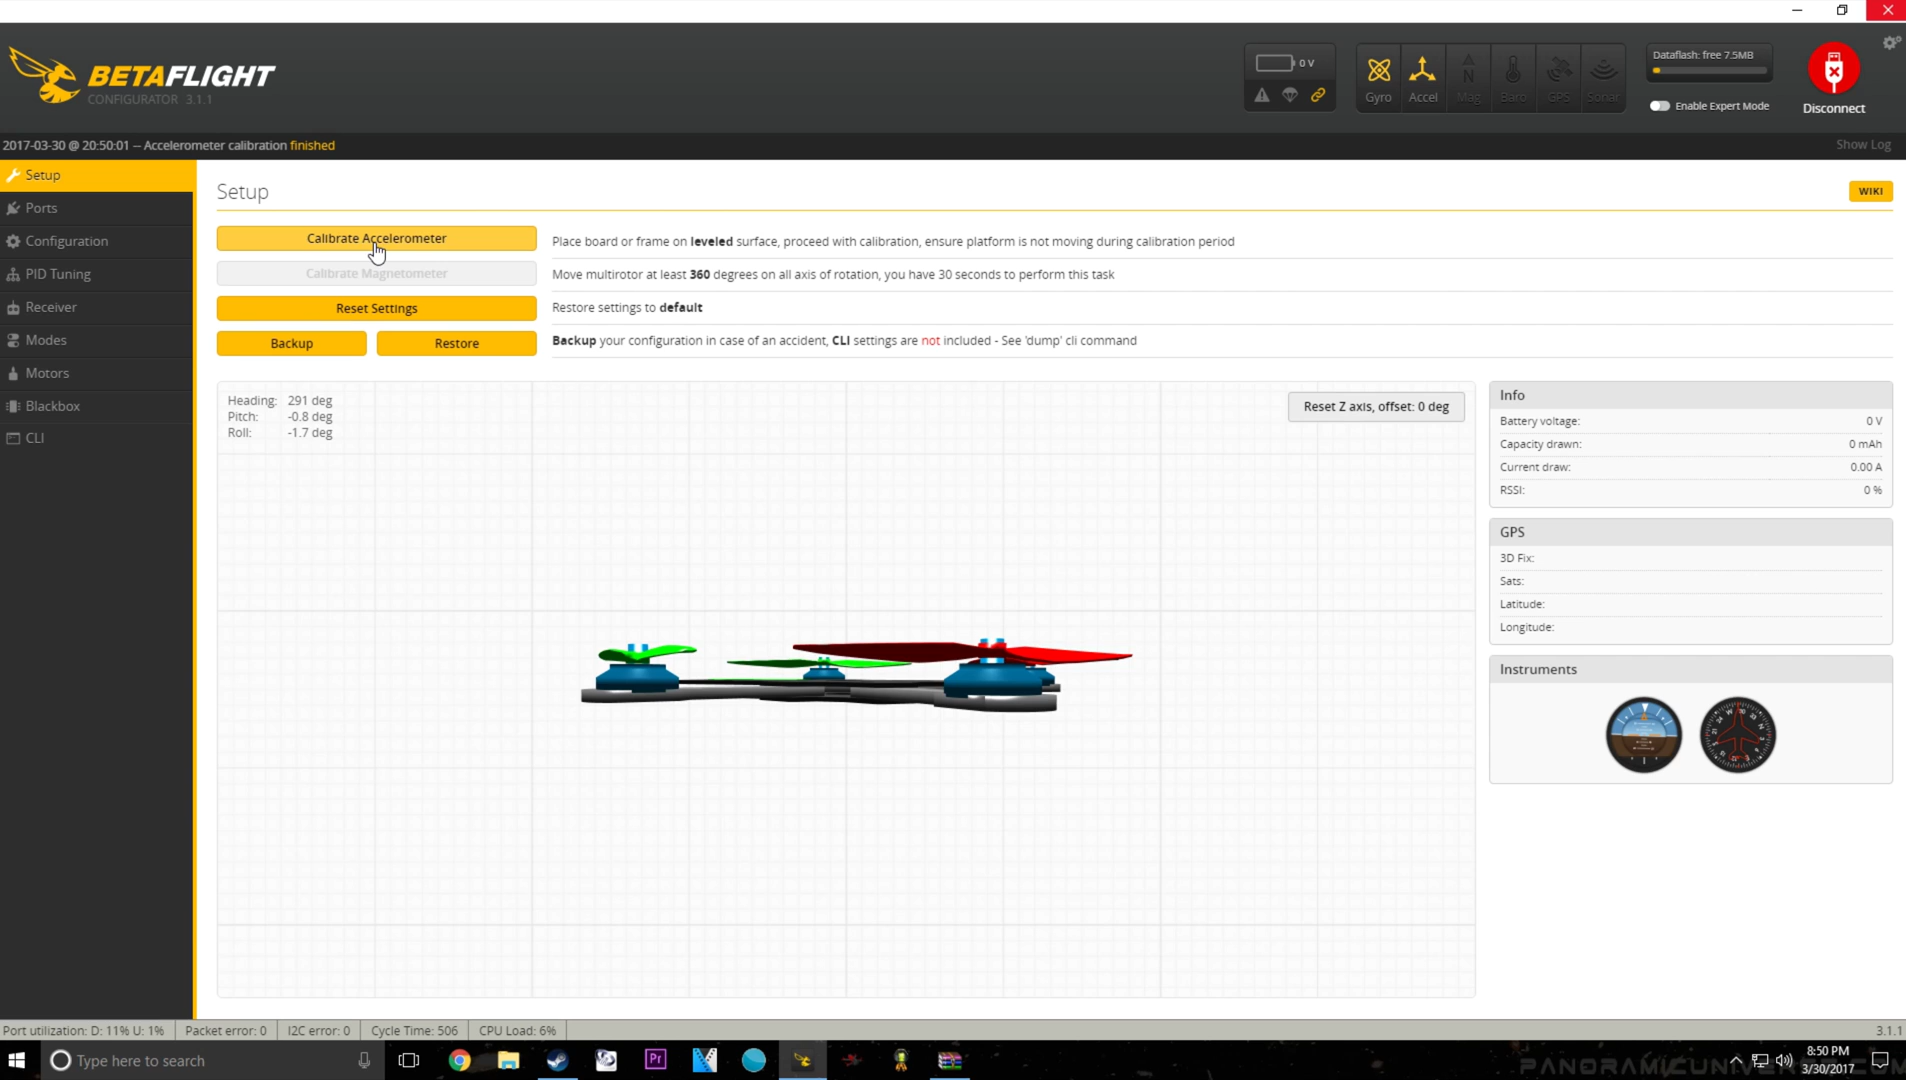 BETAFLIGHT
CONFIGURATOR 3.1.1
0 V
Gyro
Accel
Mag
Baro
GPS
Sonar
Dataflash: free 7.5MB
Enable Expert Mode
Disconnect
2017-03-30 @ 20:50:01 -- Accelerometer calibration finished
Show Log
Setup
Ports
Configuration
PID Tuning
Receiver
Modes
Motors
Blackbox
CLI
Setup
WIKI
Calibrate Accelerometer
Place board or frame on leveled surface, proceed with calibration, ensure platform is not moving during calibration period
Calibrate Magnetometer
Move multirotor at least 360 degrees on all axis of rotation, you have 30 seconds to perform this task
Reset Settings
Restore settings to default
Backup
Restore
Backup your configuration in case of an accident, CLI settings are not included - See 'dump' cli command
Heading: 291 deg
Pitch: -0.8 deg
Roll: -1.7 deg
Reset Z axis, offset: 0 deg
Info
Battery voltage: 0 V
Capacity drawn: 0 mAh
Current draw: 0.00 A
RSSI: 0 %
GPS
3D Fix:
Sats:
Latitude:
Longitude:
Instruments
Port utilization: D: 11% U: 1%
Packet error: 0
I2C error: 0
Cycle Time: 506
CPU Load: 6%
3.1.1
Type here to search
Pr
8:50 PM
3/30/2017